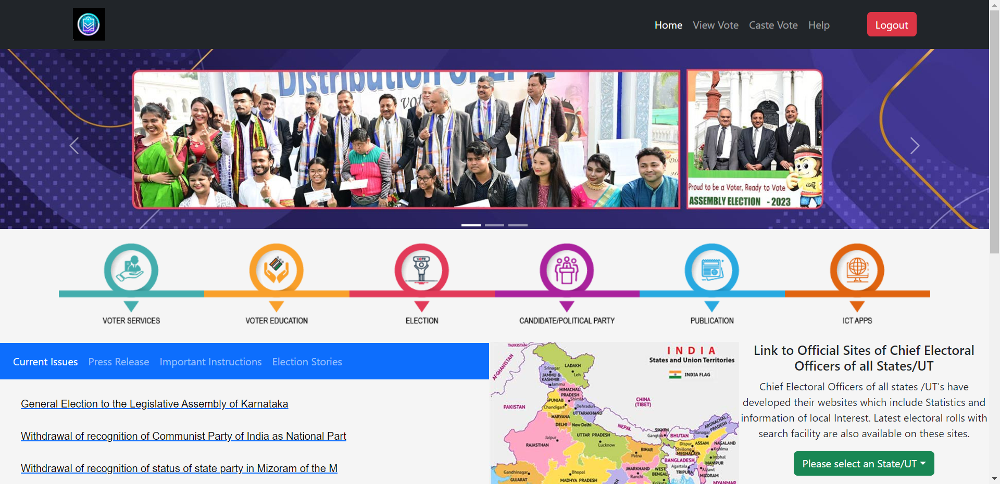 Home View Vote Caste Vote Help Logout
Distribution of EPIC
SVEEP
Proud to be a Voter, Ready to Vote
ASSEMBLY ELECTION - 2023
VOTE
VOTER SERVICES
VOTER EDUCATION
ELECTION
CANDIDATE/POLITICAL PARTY
PUBLICATION
ICT APPS
Current Issues Press Release Important Instructions Election Stories
General Election to the Legislative Assembly of Karnataka
Withdrawal of recognition of Communist Party of India as National Part
Withdrawal of recognition of status of state party in Mizoram of the M
INDIA
States and Union Territories
INDIA FLAG
TAJIKISTAN
AFGHANISTAN
LADAKH
Srinagar
Leh
JAMMU &
KASHMIR
Jammu
HIMACHAL
PRADESH
PUNJAB
Shimla
Chandigarh
Dehradun
UTTARAKHAND
PAKISTAN
CHINA
(TIBET)
HARYANA
DELHI
New Delhi
NEPAL
SIKKIM
Gangtok
BHUTAN
ARUNACHAL
PRADESH
Itanagar
Jaipur
UTTAR PRADESH
RAJASTHAN
Lucknow
BIHAR
Patna
Dispur
ASSAM
NAGALAND
Shillong
Kohima
MEGHALAYA
Imphal
MANIPUR
BANGLADESH
Agartala
Aizawl
TRIPURA
MIZORAM
Gandhinagar
GUJARAT
Bhopal
MADHYA PRADESH
JHARKHAND
Ranchi
WEST
BENGAL
Kolkata
MYANMAR
Link to Official Sites of Chief Electoral
Officers of all States/UT
Chief Electoral Officers of all states /UT's have
developed their websites which include Statistics and
information of local Interest. Latest electoral rolls with
search facility are also available on these sites.
Please select an State/UT